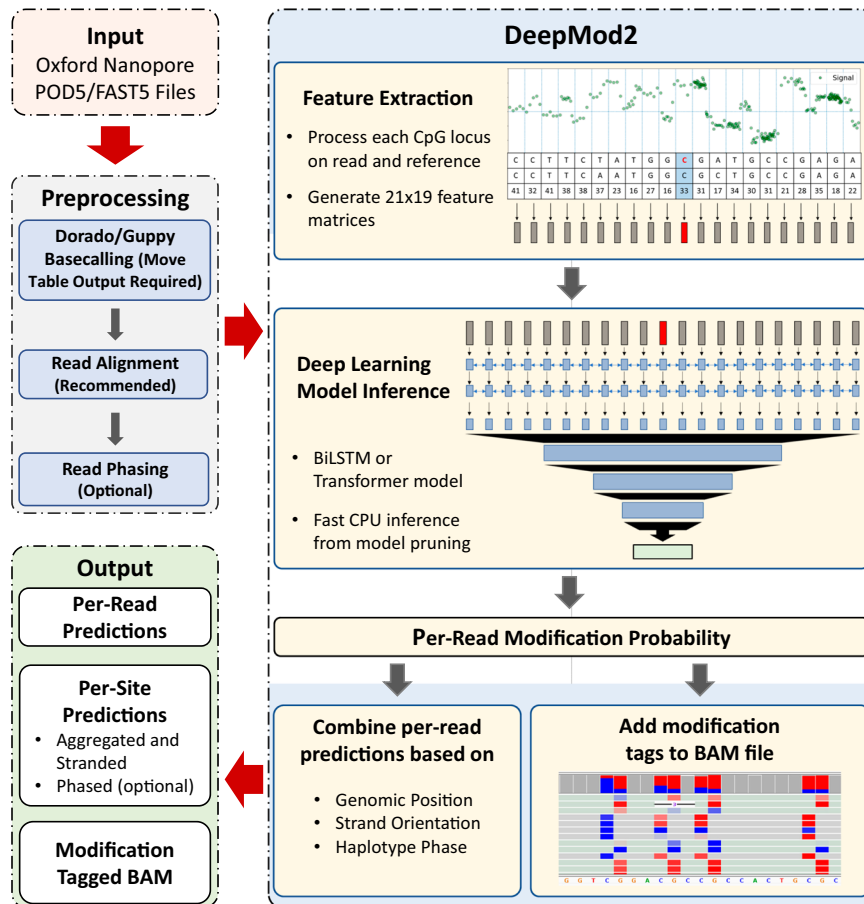 Input
Oxford Nanopore
POD5/FAST5 Files
Preprocessing
Dorado/Guppy
Basecalling (Move
Table Output Required)
Read Alignment
(Recommended)
Read Phasing
(Optional)
Output
Per-Read
Predictions
Per-Site
Predictions
• Aggregated and
Stranded
• Phased (optional)
Modification
Tagged BAM
DeepMod2
Feature Extraction
• Process each CpG locus
on read and reference
• Generate 21x19 feature
matrices
Signal
C C T T C T A T G G C G A T G C C G A G A
C C T T C A A T G G C G C T G C C G A G A
41 32 41 38 38 37 23 16 27 16 33 31 17 34 30 31 21 28 35 18 22
Deep Learning
Model Inference
• BiLSTM or
Transformer model
• Fast CPU inference
from model pruning
Per-Read Modification Probability
Combine per-read
predictions based on
• Genomic Position
• Strand Orientation
• Haplotype Phase
Add modification
tags to BAM file
G G T C G G A C G C C G C C A C T G C G C